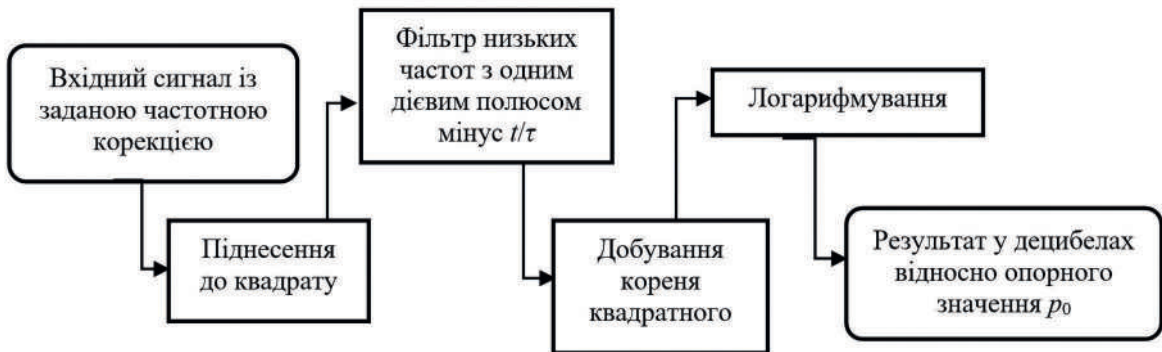 Вхідний сигнал із
заданою частотною
корекцією
Піднесення
до квадрату
Фільтр низьких
частот з одним
дієвим полюсом
мінус t/τ
Добування
кореня
квадратного
Логарифмування
Результат у децибелах
відносно опорного
значення p₀